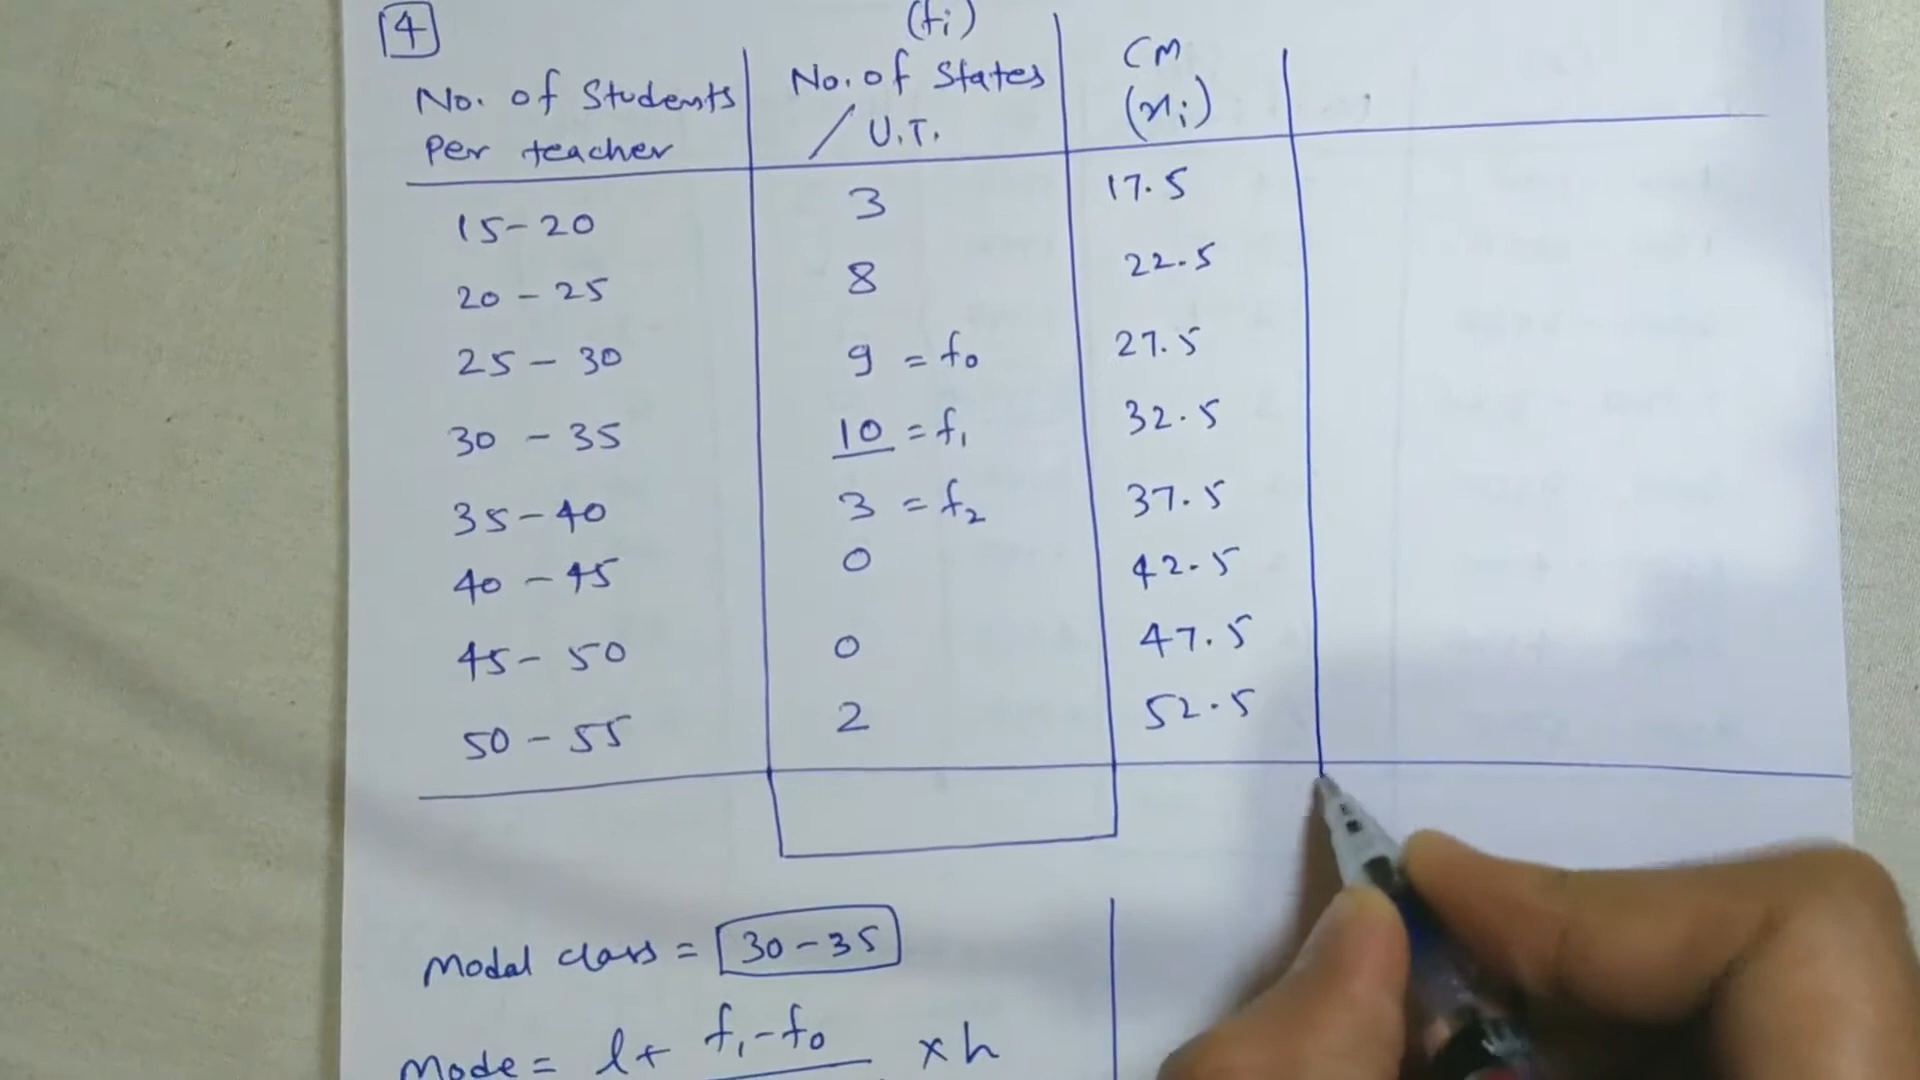 4
(fi)
No. of Students Per teacher | No. of States / U.T. | CM (xi)
15-20 3 17.5
20-25 8 22.5
25-30 9 = f0 27.5
30-35 10 = f1 32.5
35-40 3 = f2 37.5
40-45 0 42.5
45-50 0 47.5
50-55 2 52.5
Modal class = 30-35
Mode = l + f1-f0 × h